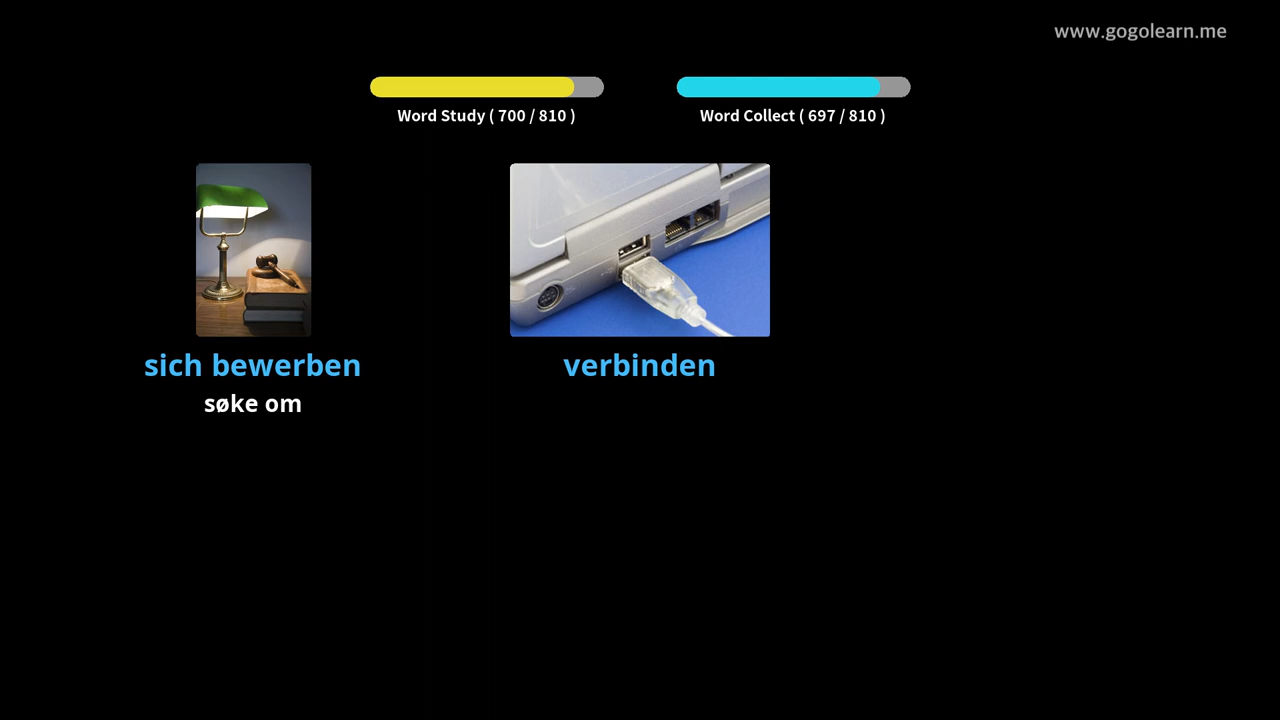 www.gogolearn.me
Word Study ( 700 / 810 )
Word Collect ( 697 / 810 )
sich bewerben
søke om
verbinden